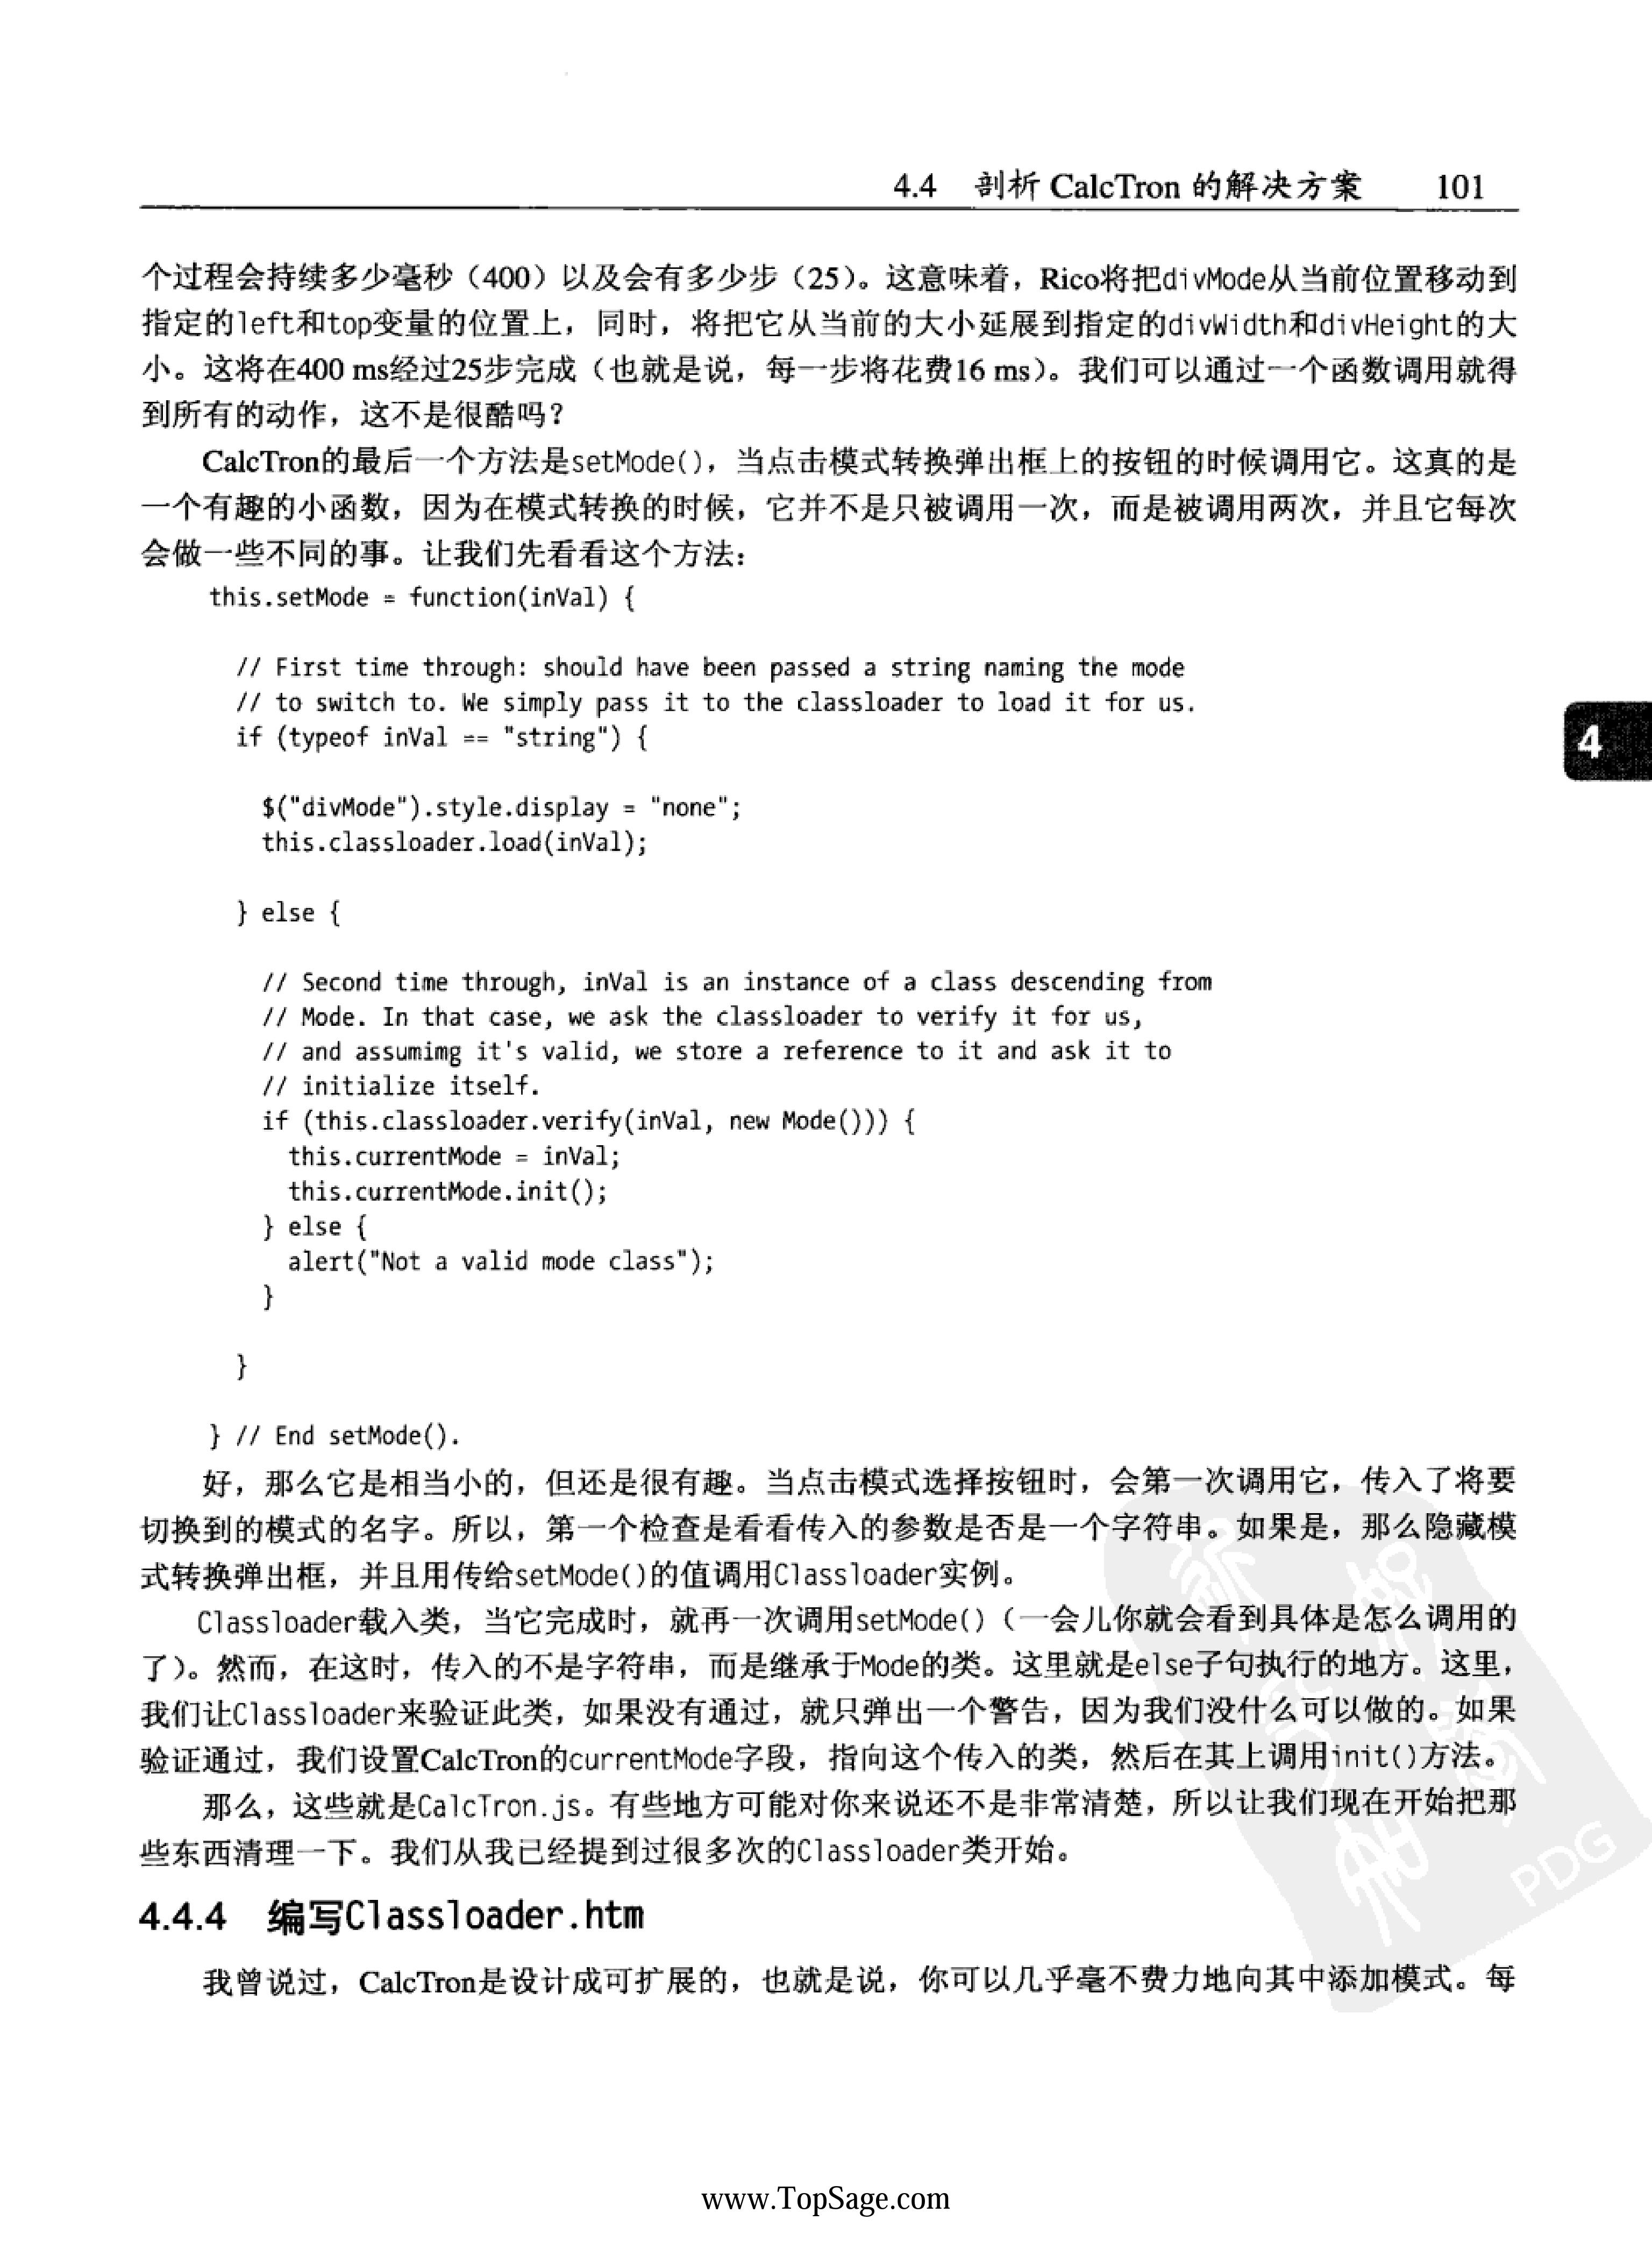 4.4 剖析 CalcTron 的解决方案 101
个过程会持续多少毫秒（400）以及会有多少步（25）。这意味着，Rico将把divMode从当前位置移动到
指定的left和top变量的位置上，同时，将把它从当前的大小延展到指定的divWidth和divHeight的大
小。这将在400 ms经过25步完成（也就是说，每一步将花费16 ms）。我们可以通过一个函数调用就得
到所有的动作，这不是很酷吗？
CalcTron的最后一个方法是setMode()，当点击模式转换弹出框上的按钮的时候调用它。这真的是
一个有趣的小函数，因为在模式转换的时候，它并不是只被调用一次，而是被调用两次，并且它每次
会做一些不同的事。让我们先看看这个方法：
this.setMode = function(inVal) {
// First time through: should have been passed a string naming the mode
// to switch to. We simply pass it to the classloader to load it for us.
if (typeof inVal == "string") {
4
$("divMode").style.display = "none";
this.classloader.load(inVal);
} else {
// Second time through, inVal is an instance of a class descending from
// Mode. In that case, we ask the classloader to verify it for us,
// and assumimg it's valid, we store a reference to it and ask it to
// initialize itself.
if (this.classloader.verify(inVal, new Mode())) {
this.currentMode = inVal;
this.currentMode.init();
} else {
alert("Not a valid mode class");
}
}
} // End setMode().
好，那么它是相当小的，但还是很有趣。当点击模式选择按钮时，会第一次调用它，传入了将要
切换到的模式的名字。所以，第一个检查是看看传入的参数是否是一个字符串。如果是，那么隐藏模
式转换弹出框，并且用传给setMode()的值调用Classloader实例。
Classloader载入类，当它完成时，就再一次调用setMode()（一会儿你就会看到具体是怎么调用的
了）。然而，在这时，传入的不是字符串，而是继承于Mode的类。这里就是else子句执行的地方。这里，
我们让Classloader来验证此类，如果没有通过，就只弹出一个警告，因为我们没什么可以做的。如果
验证通过，我们设置CalcTron的currentMode字段，指向这个传入的类，然后在其上调用init()方法。
那么，这些就是CalcTron.js。有些地方可能对你来说还不是非常清楚，所以让我们现在开始把那
些东西清理一下。我们从我已经提到过很多次的Classloader类开始。
PDG
4.4.4 编写Classloader.htm
我曾说过，CalcTron是设计成可扩展的，也就是说，你可以几乎毫不费力地向其中添加模式。每
www.TopSage.com